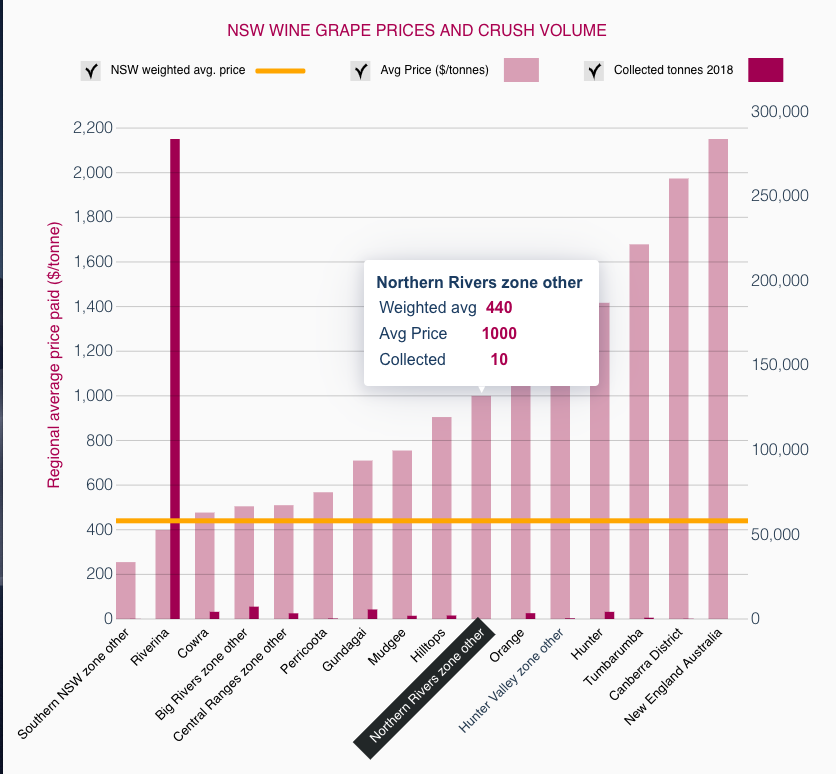 NSW WINE GRAPE PRICES AND CRUSH VOLUME
NSW weighted avg. price
Avg Price ($/tonnes)
Collected tonnes 2018
Regional average price paid ($/tonne)
2,200
2,000
1,800
1,600
1,400
1,200
1,000
800
600
400
200
0
300,000
250,000
200,000
150,000
100,000
50,000
0
Northern Rivers zone other
Weighted avg 440
Avg Price 1000
Collected 10
Southern NSW zone other
Riverina
Cowra
Big Rivers zone other
Central Ranges zone other
Perricoota
Gundagai
Mudgee
Hilltops
Northern Rivers zone other
Orange
Hunter Valley zone other
Hunter
Tumbarumba
Canberra District
New England Australia